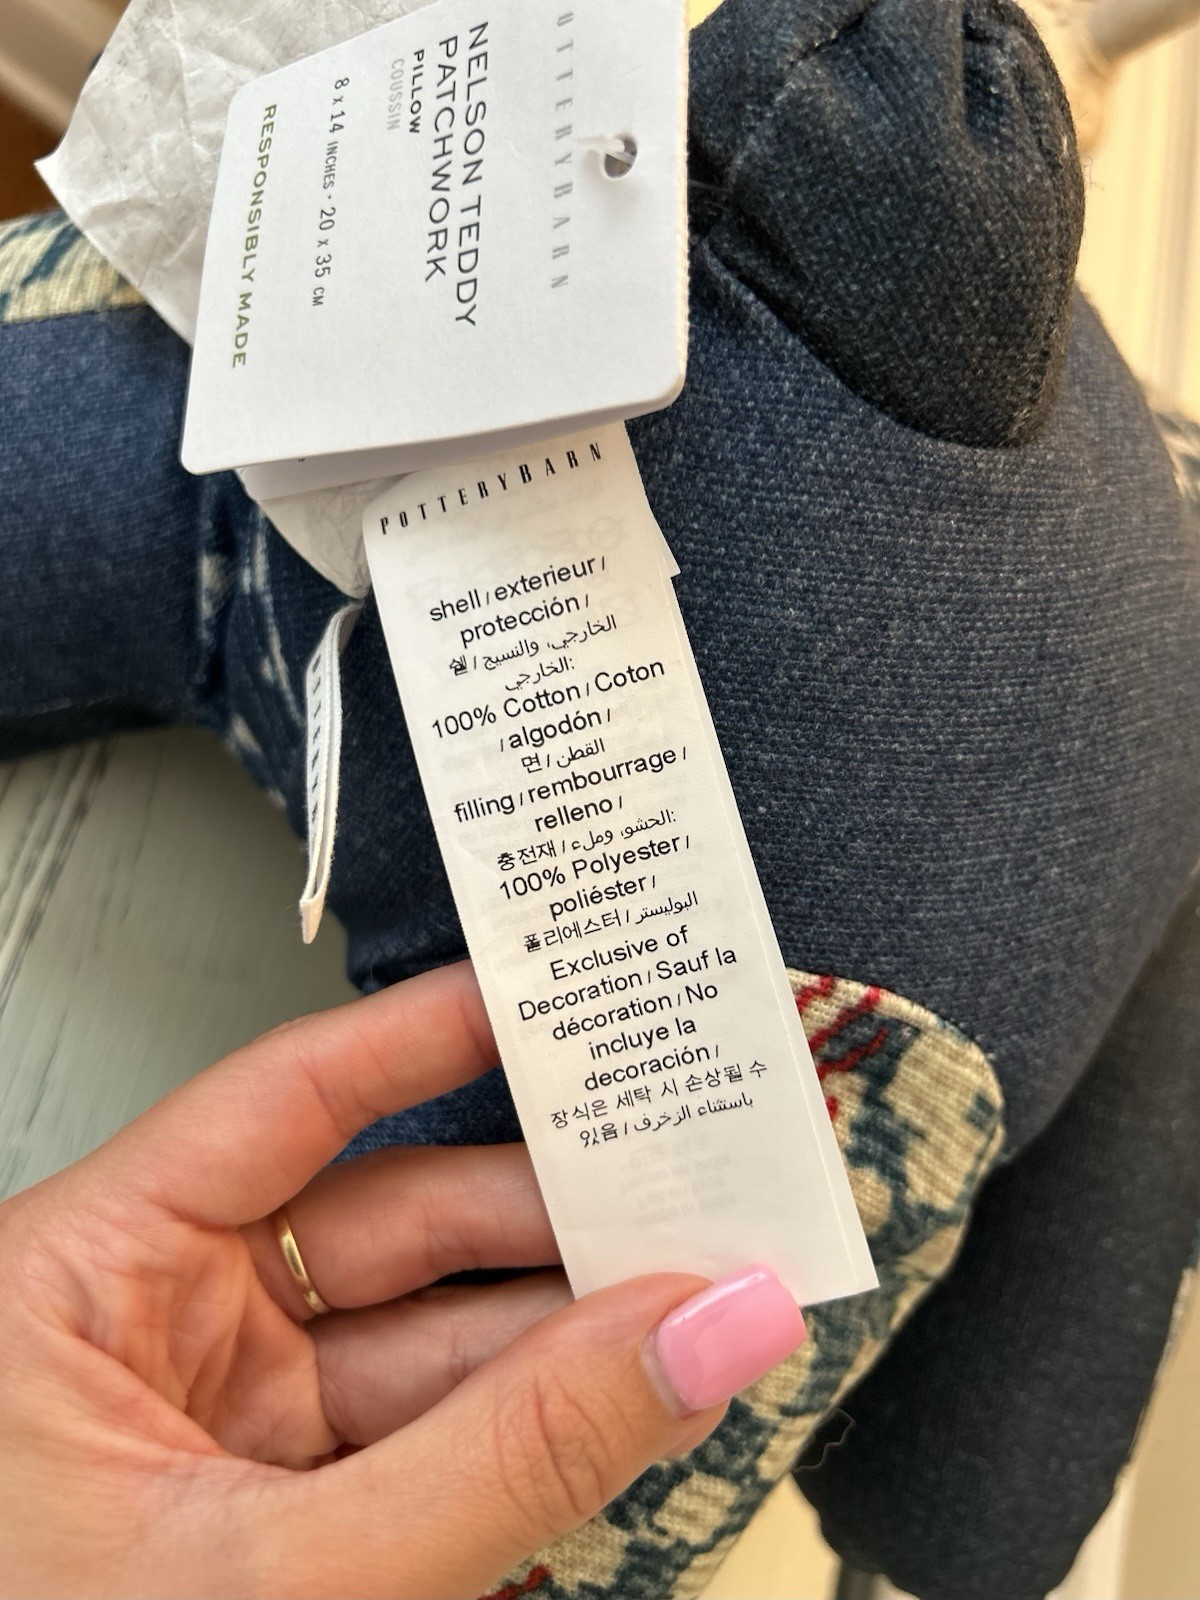 POTTERYBARN
NELSON TEDDY
PATCHWORK
PILLOW
COUSSIN
8 x 14 INCHES · 20 x 35 CM
RESPONSIBLY MADE
POTTERYBARN
shell / exterieur /
protección /
쉘 / الخارجي، والنسيج
الخارجي:
100% Cotton / Coton
/ algodón /
면 / القطن
filling / rembourrage /
relleno /
충전재 / الحشو، وملء:
100% Polyester /
poliéster /
폴리에스터 / البوليستر
Exclusive of
Decoration / Sauf la
décoration / No
incluye la
decoración /
장식은 세탁 시 손상될 수
있음 / باستثناء الزخرف